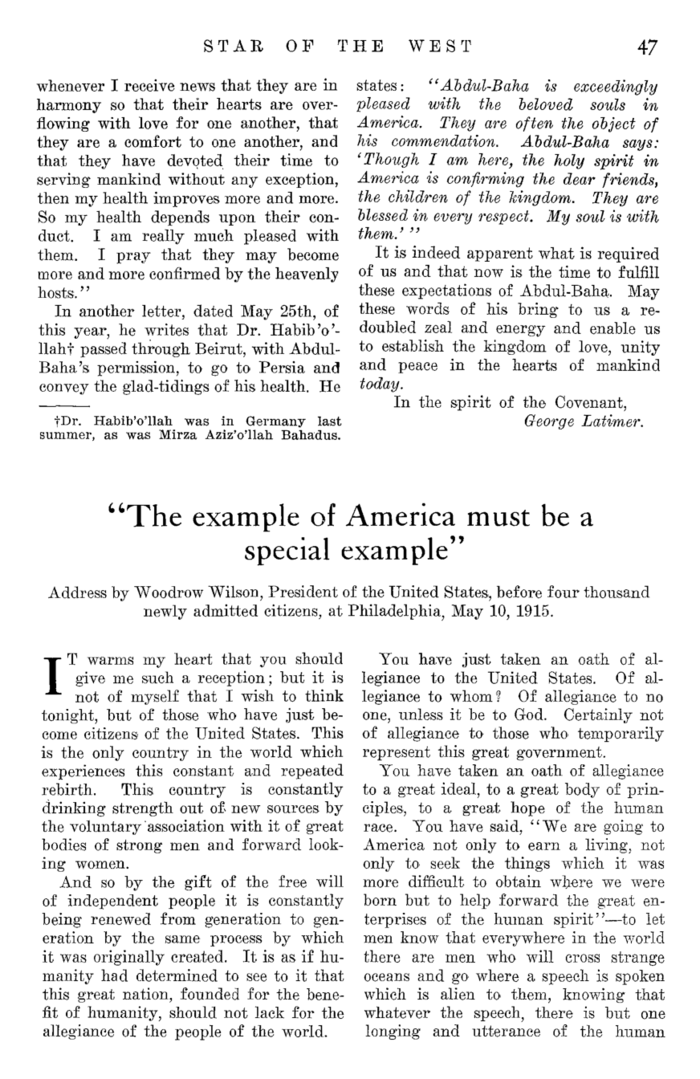 STAR OF THE WEST 47
whenever I receive news that they are in
harmony so that their hearts are over-
flowing with love for one another, that
they are a comfort to one another, and
that they have devoted their time to
serving mankind without any exception,
then my health improves more and more.
So my health depends upon their con-
duct. I am really much pleased with
them. I pray that they may become
more and more confirmed by the heavenly
hosts.”
In another letter, dated May 25th, of
this year, he writes that Dr. Habib'o'-
llah† passed through Beirut, with Abdul-
Baha's permission, to go to Persia and
convey the glad-tidings of his health. He
†Dr. Habib'o'llah was in Germany last
summer, as was Mirza Aziz'o'llah Bahadus.
states: “Abdul-Baha is exceedingly
pleased with the beloved souls in
America. They are often the object of
his commendation. Abdul-Baha says:
‘Though I am here, the holy spirit in
America is confirming the dear friends,
the children of the kingdom. They are
blessed in every respect. My soul is with
them.’ ”
It is indeed apparent what is required
of us and that now is the time to fulfill
these expectations of Abdul-Baha. May
these words of his bring to us a re-
doubled zeal and energy and enable us
to establish the kingdom of love, unity
and peace in the hearts of mankind
today.
In the spirit of the Covenant,
George Latimer.
“The example of America must be a
special example”
Address by Woodrow Wilson, President of the United States, before four thousand
newly admitted citizens, at Philadelphia, May 10, 1915.
IT warms my heart that you should
give me such a reception; but it is
not of myself that I wish to think
tonight, but of those who have just be-
come citizens of the United States. This
is the only country in the world which
experiences this constant and repeated
rebirth. This country is constantly
drinking strength out of new sources by
the voluntary association with it of great
bodies of strong men and forward look-
ing women.
And so by the gift of the free will
of independent people it is constantly
being renewed from generation to gen-
eration by the same process by which
it was originally created. It is as if hu-
manity had determined to see to it that
this great nation, founded for the bene-
fit of humanity, should not lack for the
allegiance of the people of the world.
You have just taken an oath of al-
legiance to the United States. Of al-
legiance to whom? Of allegiance to no
one, unless it be to God. Certainly not
of allegiance to those who temporarily
represent this great government.
You have taken an oath of allegiance
to a great ideal, to a great body of prin-
ciples, to a great hope of the human
race. You have said, “We are going to
America not only to earn a living, not
only to seek the things which it was
more difficult to obtain where we were
born but to help forward the great en-
terprises of the human spirit”—to let
men know that everywhere in the world
there are men who will cross strange
oceans and go where a speech is spoken
which is alien to them, knowing that
whatever the speech, there is but one
longing and utterance of the human